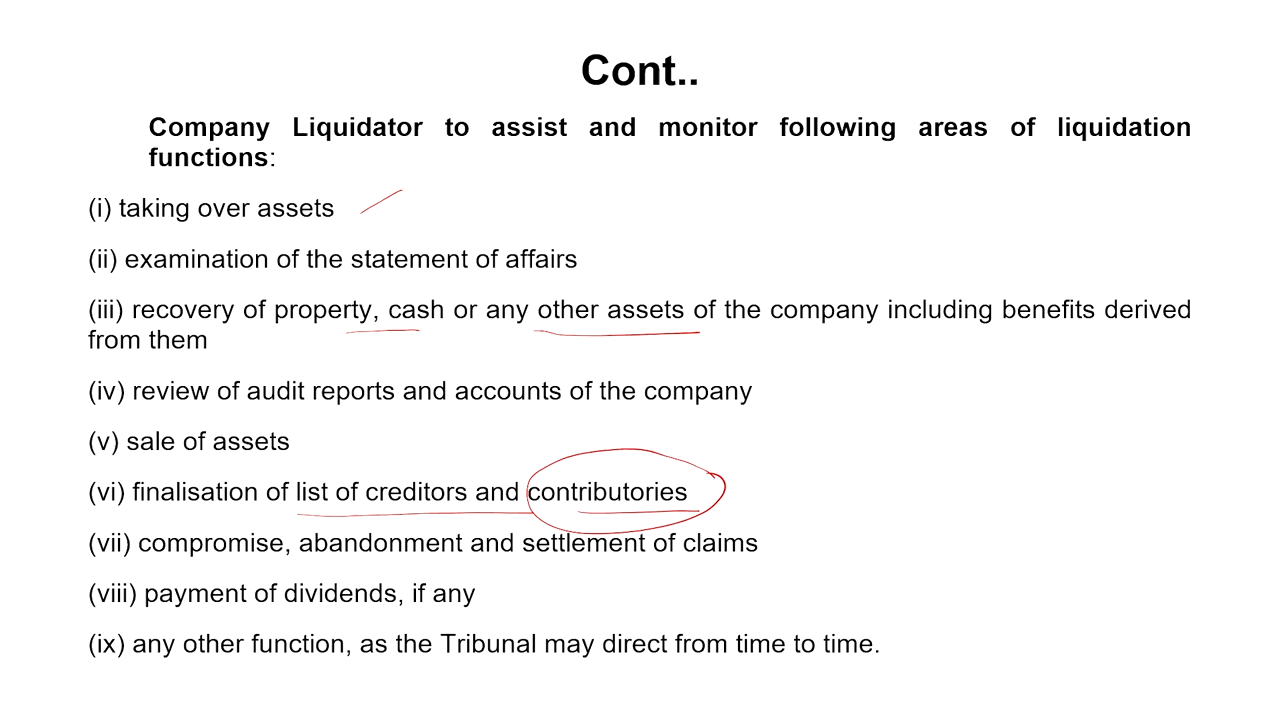 Cont..
Company Liquidator to assist and monitor following areas of liquidation
functions:
(i) taking over assets
(ii) examination of the statement of affairs
(iii) recovery of property, cash or any other assets of the company including benefits derived
from them
(iv) review of audit reports and accounts of the company
(v) sale of assets
(vi) finalisation of list of creditors and contributories
(vii) compromise, abandonment and settlement of claims
(viii) payment of dividends, if any
(ix) any other function, as the Tribunal may direct from time to time.